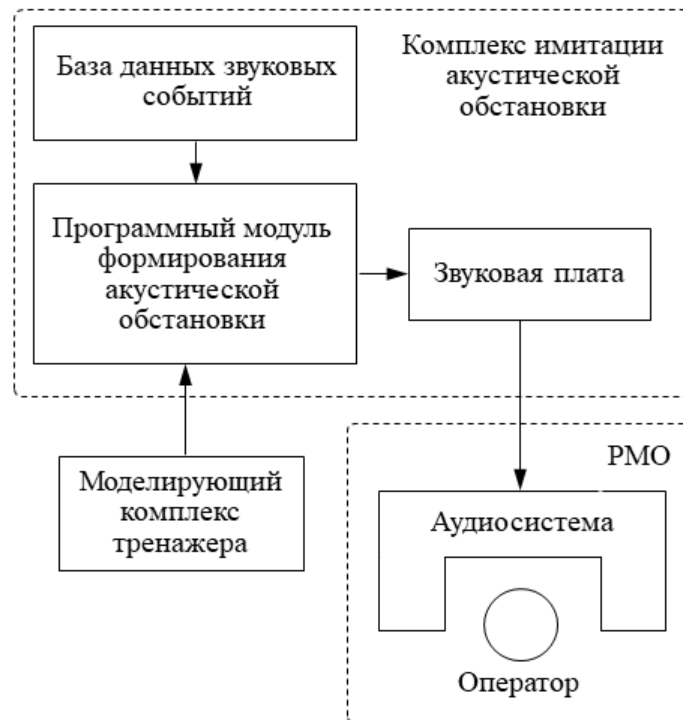 База данных звуковых
событий
Комплекс имитации
акустической
обстановки
Программный модуль
формирования
акустической
обстановки
Звуковая плата
Моделирующий
комплекс
тренажера
РМО
Аудиосистема
Оператор